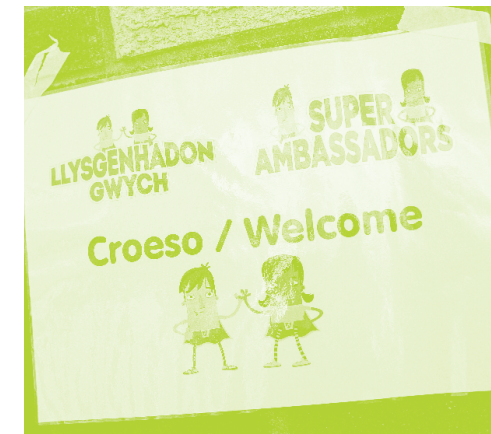 LLYSGENHADON
GWYCH
SUPER
AMBASSADORS
Croeso / Welcome